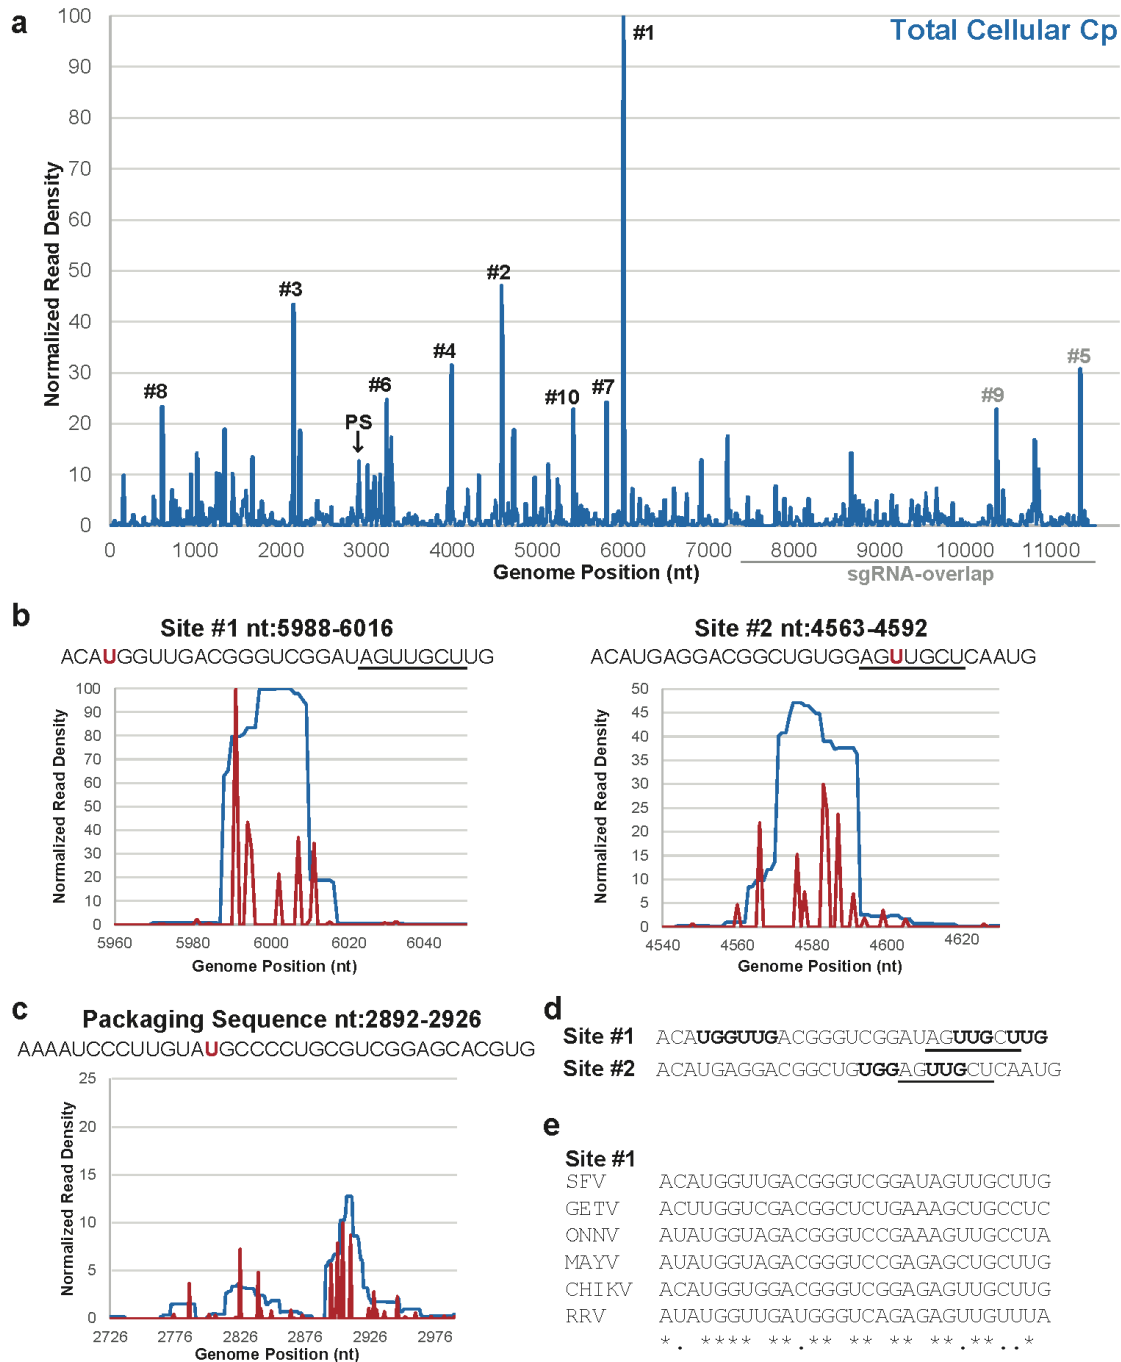 a
Total Cellular Cp
Normalized Read Density
100
90
80
70
60
50
40
30
20
10
0
#1
#2
#3
#4
#5
#6
#7
#8
#9
#10
PS
0 1000 2000 3000 4000 5000 6000 7000 8000 9000 10000 11000
Genome Position (nt)
sgRNA-overlap
b
Site #1 nt:5988-6016
ACAUGGUUGACGGGUCGGAUAGUUGCUUG
Normalized Read Density
100
90
80
70
60
50
40
30
20
10
0
5960 5980 6000 6020 6040
Genome Position (nt)
Site #2 nt:4563-4592
ACAUGAGGACGGCUGUGGAGUUGCUCAAUG
Normalized Read Density
50
45
40
35
30
25
20
15
10
5
0
4540 4560 4580 4600 4620
Genome Position (nt)
c
Packaging Sequence nt:2892-2926
AAAAUCCCUUGUAUGCCCCUGCGUCGGAGCACGUG
Normalized Read Density
25
20
15
10
5
0
2726 2776 2826 2876 2926 2976
Genome Position (nt)
d
Site #1 ACAUGGUUGACGGGUCGGAUAGUUGCUUG
Site #2 ACAUGAGGACGGCUGUGGAGUUGCUCAAUG
e
Site #1
SFV ACAUGGUUGACGGGUCGGAUAGUUGCUUG
GETV ACUUGGUCGACGGCUCUGAAAGCUGCCUC
ONNV AUAUGGUAGACGGGUCCGAAAGUUGCCUA
MAYV AUAUGGUAGACGGGUCCGAGAGCUGCUUG
CHIKV ACAUGGUGGACGGGUCGGAGAGUUGCUUG
RRV AUAUGGUUGAUGGGUCAGAGAGUUGUUUA
*. **** **.** ** ** **.**..*